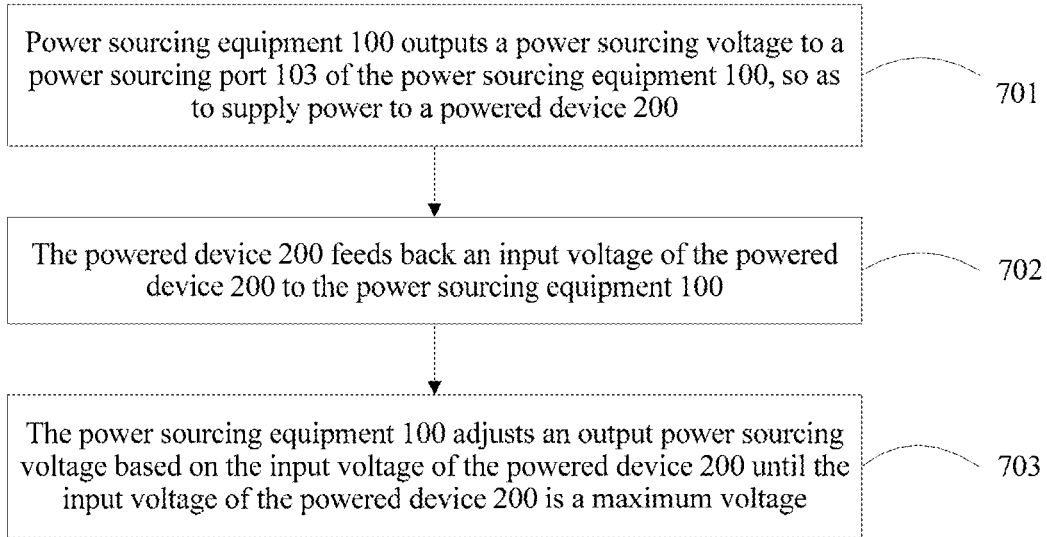 Power sourcing equipment 100 outputs a power sourcing voltage to a
power sourcing port 103 of the power sourcing equipment 100, so as
to supply power to a powered device 200
701
The powered device 200 feeds back an input voltage of the powered
device 200 to the power sourcing equipment 100
702
The power sourcing equipment 100 adjusts an output power sourcing
voltage based on the input voltage of the powered device 200 until the
input voltage of the powered device 200 is a maximum voltage
703